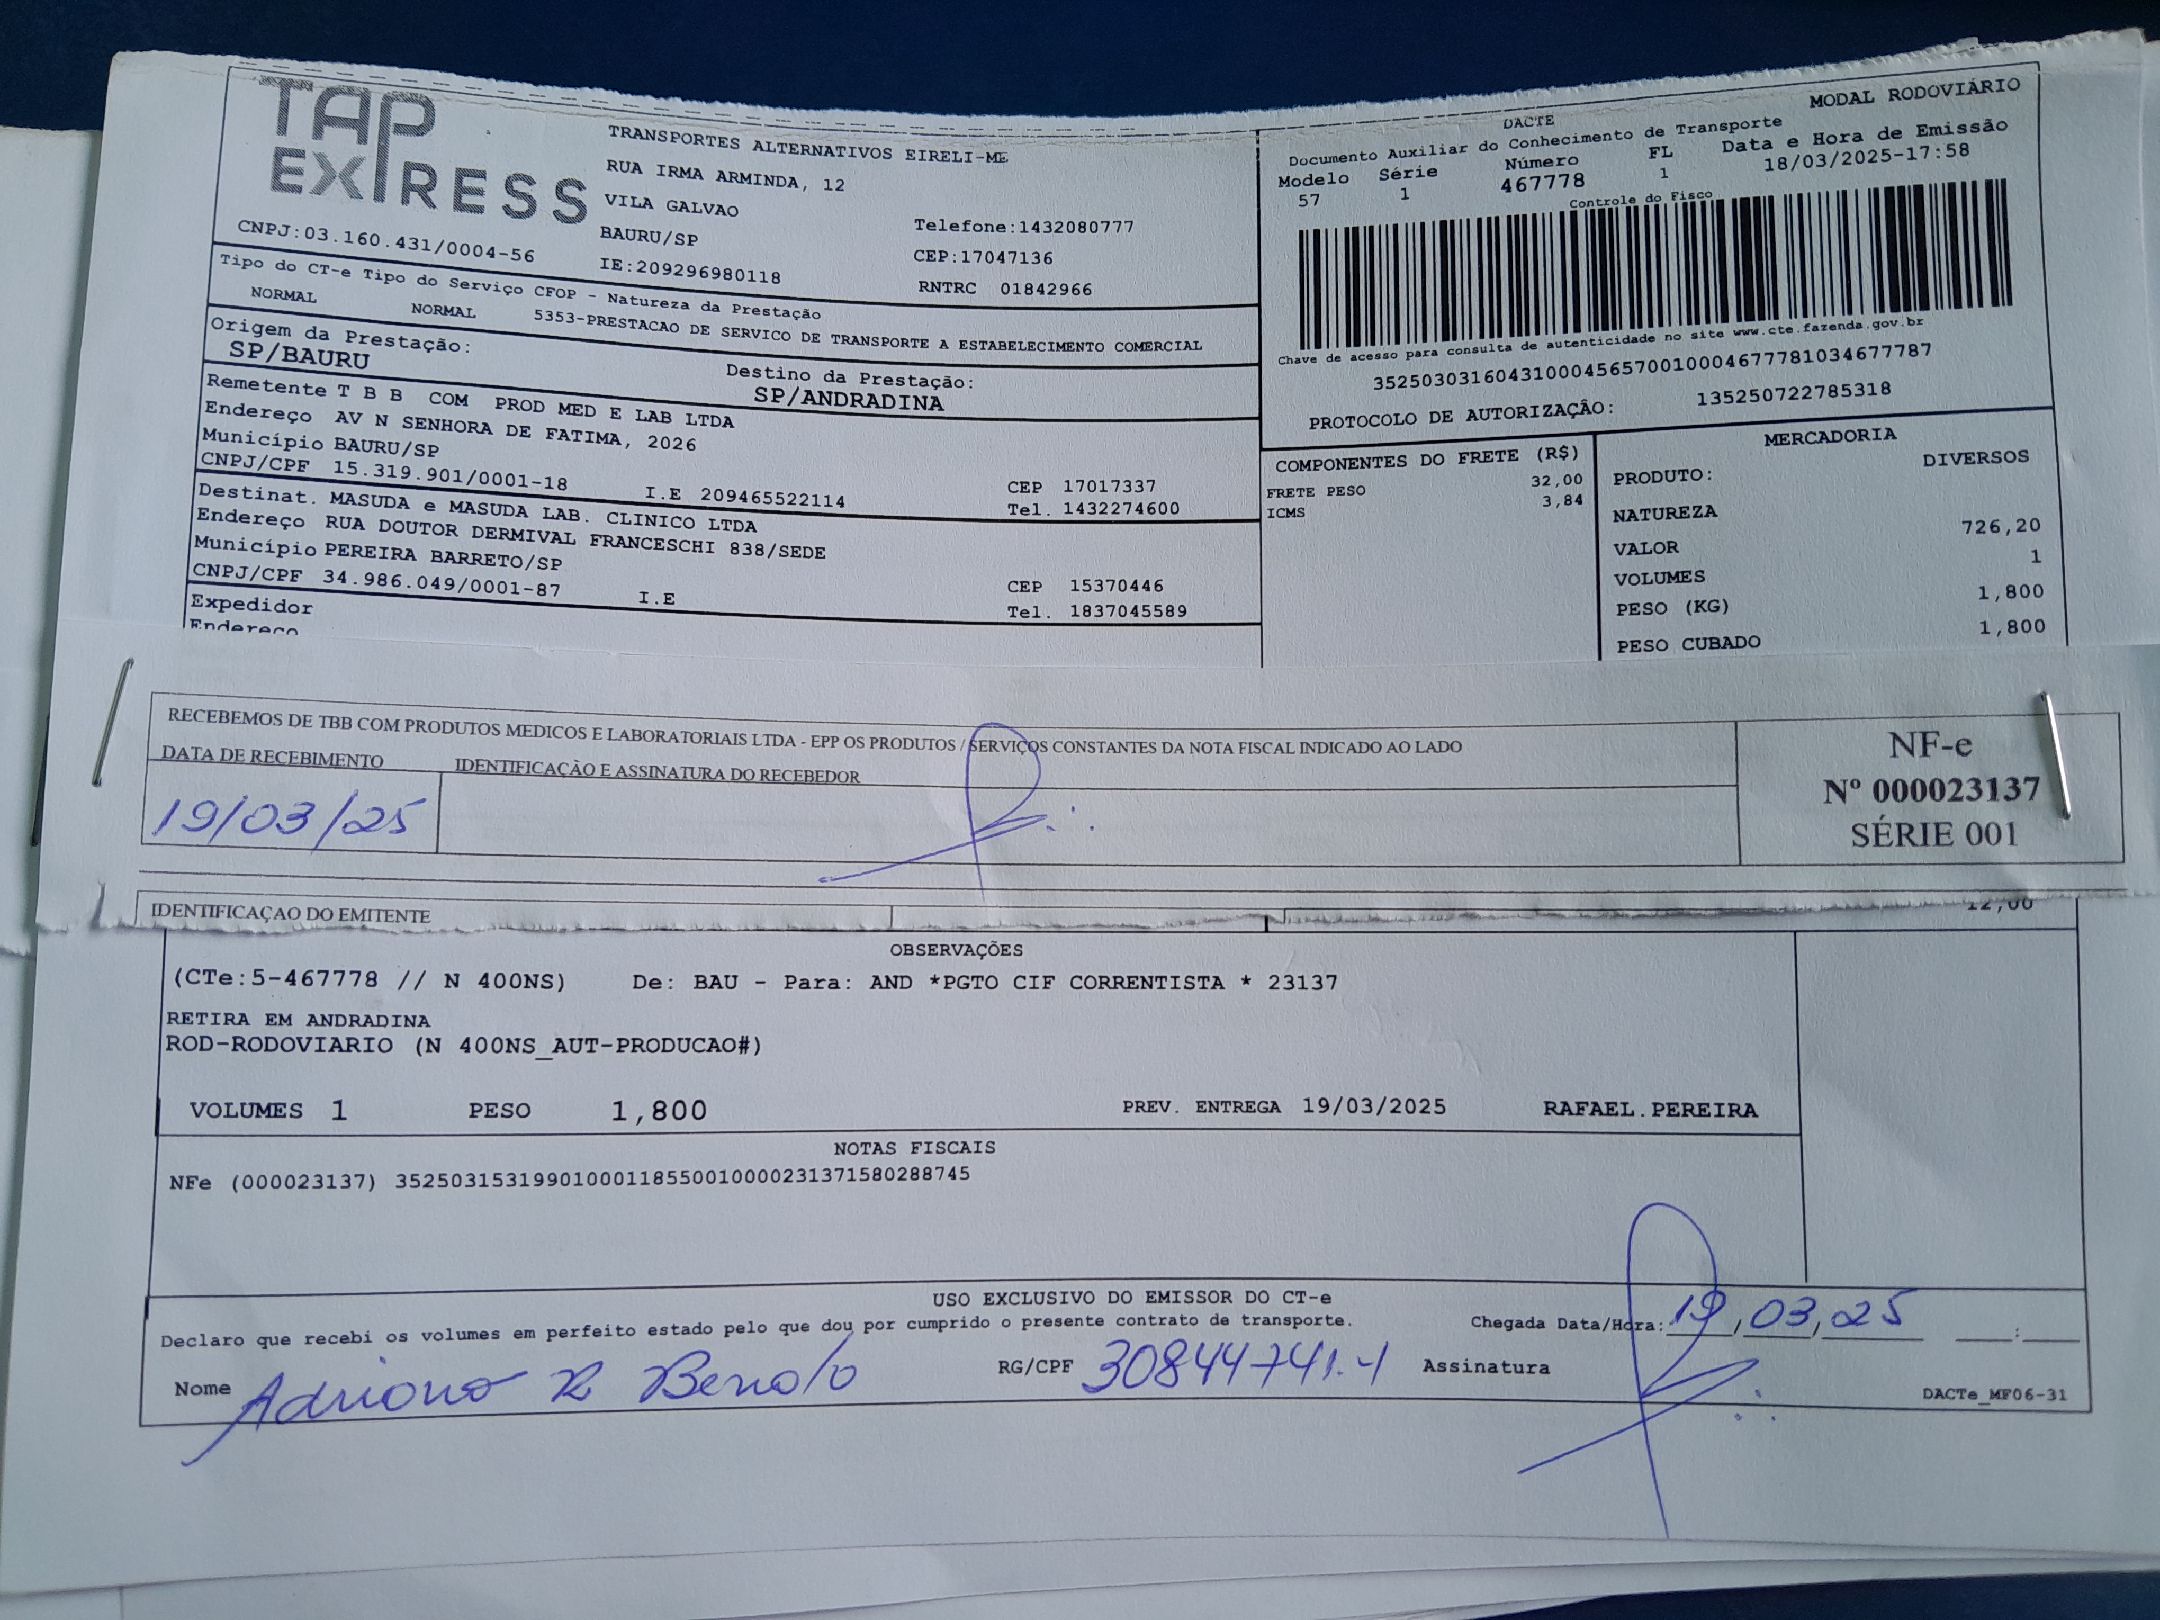 TAP EXPRESS
TRANSPORTES ALTERNATIVOS EIRELI-ME
RUA IRMA ARMINDA, 12
VILA GALVAO
BAURU/SP
Telefone:1432080777
CNPJ:03.160.431/0004-56
IE:209296980118
CEP:17047136
RNTRC 01842966
Tipo do CT-e Tipo do Serviço CFOP - Natureza da Prestação
NORMAL NORMAL 5353-PRESTACAO DE SERVICO DE TRANSPORTE A ESTABELECIMENTO COMERCIAL
Origem da Prestação:
SP/BAURU
Destino da Prestação:
SP/ANDRADINA
Remetente T B B COM PROD MED E LAB LTDA
Endereço AV N SENHORA DE FATIMA, 2026
Município BAURU/SP
CEP 17017337
CNPJ/CPF 15.319.901/0001-18 I.E 209465522114 Tel. 1432274600
Destinat. MASUDA e MASUDA LAB. CLINICO LTDA
Endereço RUA DOUTOR DERMIVAL FRANCESCHI 838/SEDE
Município PEREIRA BARRETO/SP
CEP 15370446
CNPJ/CPF 34.986.049/0001-87 I.E Tel. 1837045589
Expedidor
Endereço
MODAL RODOVIÁRIO
DACTE
Documento Auxiliar do Conhecimento de Transporte
Modelo Série Número FL Data e Hora de Emissão
57 1 467778 1 18/03/2025-17:58
Controle do Fisco
Chave de acesso para consulta de autenticidade no site www.cte.fazenda.gov.br
35250303160431000456570010004677781034677787
PROTOCOLO DE AUTORIZAÇÃO: 135250722785318
COMPONENTES DO FRETE (R$)
FRETE PESO 32,00
ICMS 3,84
MERCADORIA
PRODUTO: DIVERSOS
NATUREZA
VALOR 726,20
VOLUMES 1
PESO (KG) 1,800
PESO CUBADO 1,800
RECEBEMOS DE TBB COM PRODUTOS MEDICOS E LABORATORIAIS LTDA - EPP OS PRODUTOS / SERVIÇOS CONSTANTES DA NOTA FISCAL INDICADO AO LADO
DATA DE RECEBIMENTO IDENTIFICAÇÃO E ASSINATURA DO RECEBEDOR
19/03/25
NF-e
Nº 000023137
SÉRIE 001
IDENTIFICAÇAO DO EMITENTE
12,00
OBSERVAÇÕES
(CTe:5-467778 // N 400NS) De: BAU - Para: AND *PGTO CIF CORRENTISTA * 23137
RETIRA EM ANDRADINA
ROD-RODOVIARIO (N 400NS_AUT-PRODUCAO#)
VOLUMES 1 PESO 1,800 PREV. ENTREGA 19/03/2025 RAFAEL.PEREIRA
NOTAS FISCAIS
NFe (000023137) 35250315319901000118550010000231371580288745
USO EXCLUSIVO DO EMISSOR DO CT-e
Declaro que recebi os volumes em perfeito estado pelo que dou por cumprido o presente contrato de transporte.
Chegada Data/Hora: 19,03,25 :
Nome Adriano R RG/CPF 30844741.4 Assinatura
DACTe_MF06-31